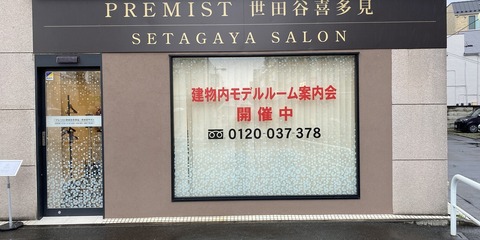 PREMIST 世田谷喜多見
SETAGAYA SALON
建物内モデルルーム案内会
開催中
0120-037-378